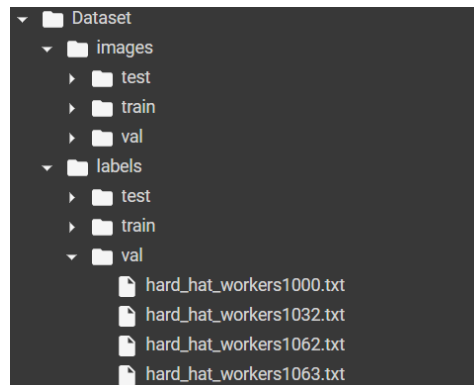 Dataset
images
test
train
val
labels
test
train
val
hard_hat_workers1000.txt
hard_hat_workers1032.txt
hard_hat_workers1062.txt
hard_hat_workers1063.txt